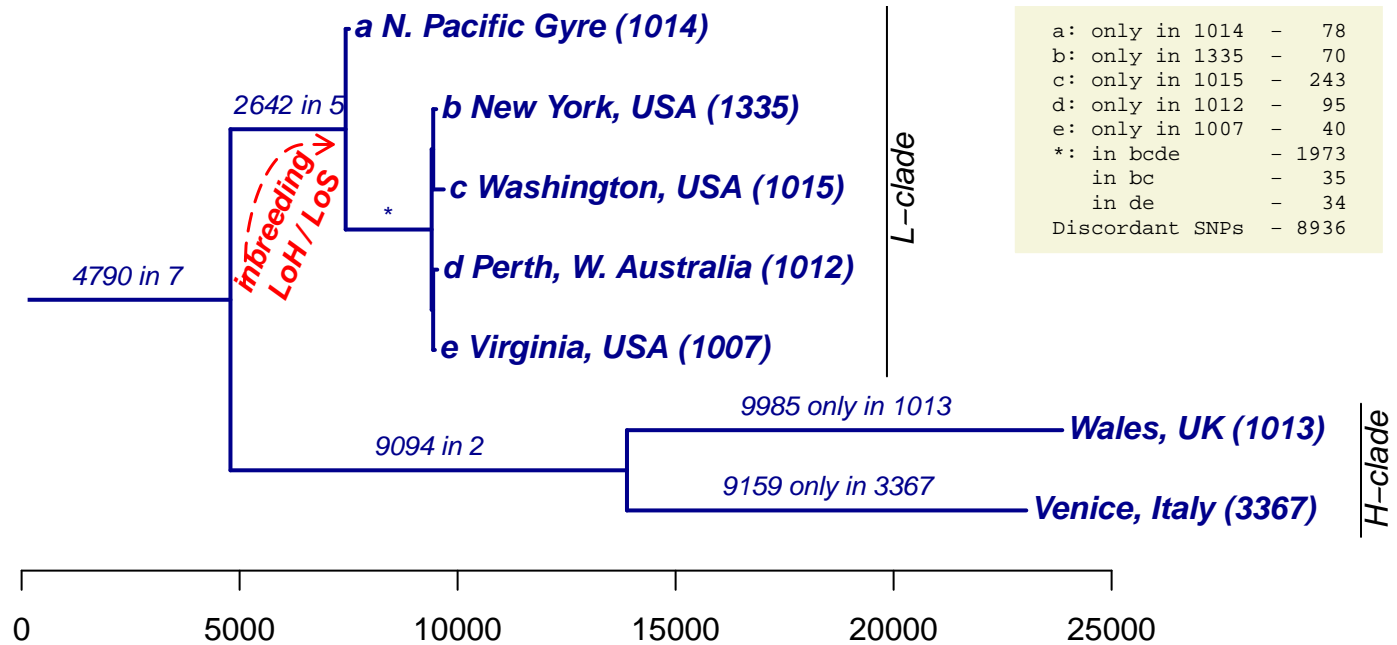 a N. Pacific Gyre (1014)
2642 in 5
b New York, USA (1335)
inbreeding
LoH / LoS
c Washington, USA (1015)
*
4790 in 7
d Perth, W. Australia (1012)
e Virginia, USA (1007)
L−clade
a: only in 1014 − 78
b: only in 1335 − 70
c: only in 1015 − 243
d: only in 1012 − 95
e: only in 1007 − 40
*: in bcde − 1973
in bc − 35
in de − 34
Discordant SNPs − 8936
9985 only in 1013
Wales, UK (1013)
9094 in 2
9159 only in 3367
Venice, Italy (3367)
H−clade
0 5000 10000 15000 20000 25000